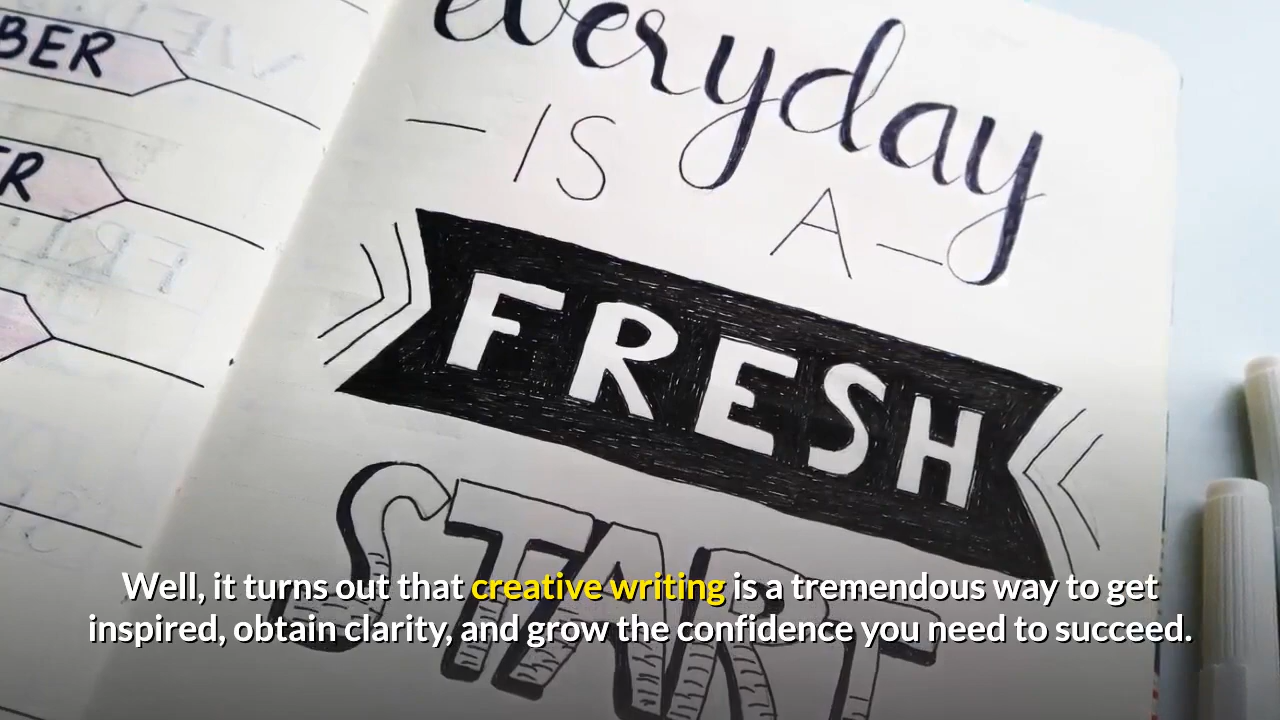 BER
ER
everyday
IS
A
FRESH
START
Well, it turns out that creative writing is a tremendous way to get
inspired, obtain clarity, and grow the confidence you need to succeed.